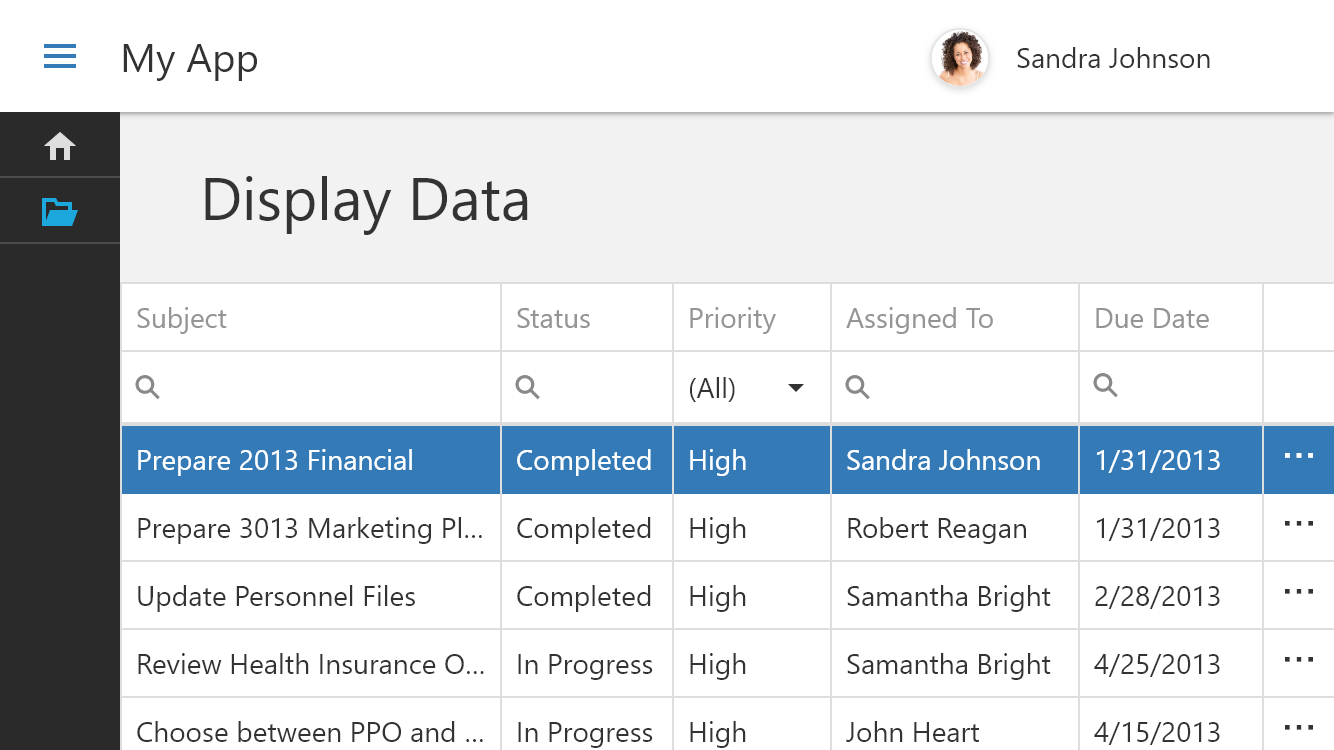 My App
Sandra Johnson
Display Data
Subject Status Priority Assigned To Due Date
(All)
Prepare 2013 Financial Completed High Sandra Johnson 1/31/2013 ...
Prepare 3013 Marketing Pl... Completed High Robert Reagan 1/31/2013 ...
Update Personnel Files Completed High Samantha Bright 2/28/2013 ...
Review Health Insurance O... In Progress High Samantha Bright 4/25/2013 ...
Choose between PPO and ... In Progress High John Heart 4/15/2013 ...